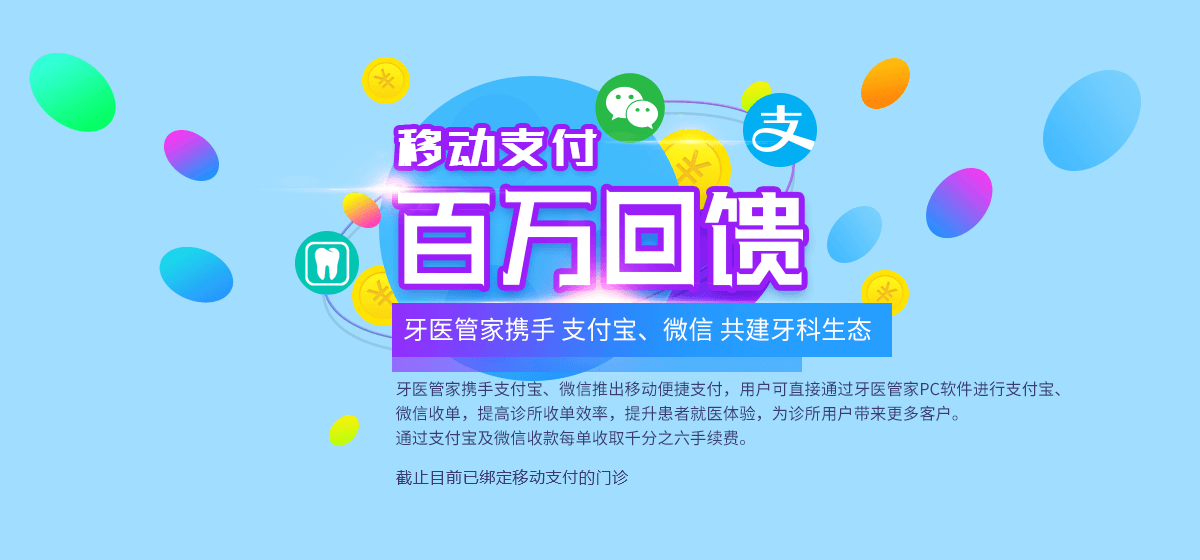 移动支付
百万回馈
牙医管家携手 支付宝、微信 共建牙科生态
牙医管家携手支付宝、微信推出移动便捷支付，用户可直接通过牙医管家PC软件进行支付宝、
微信收单，提高诊所收单效率，提升患者就医体验，为诊所用户带来更多客户。
通过支付宝及微信收款每单收取千分之六手续费。
截止目前已绑定移动支付的门诊